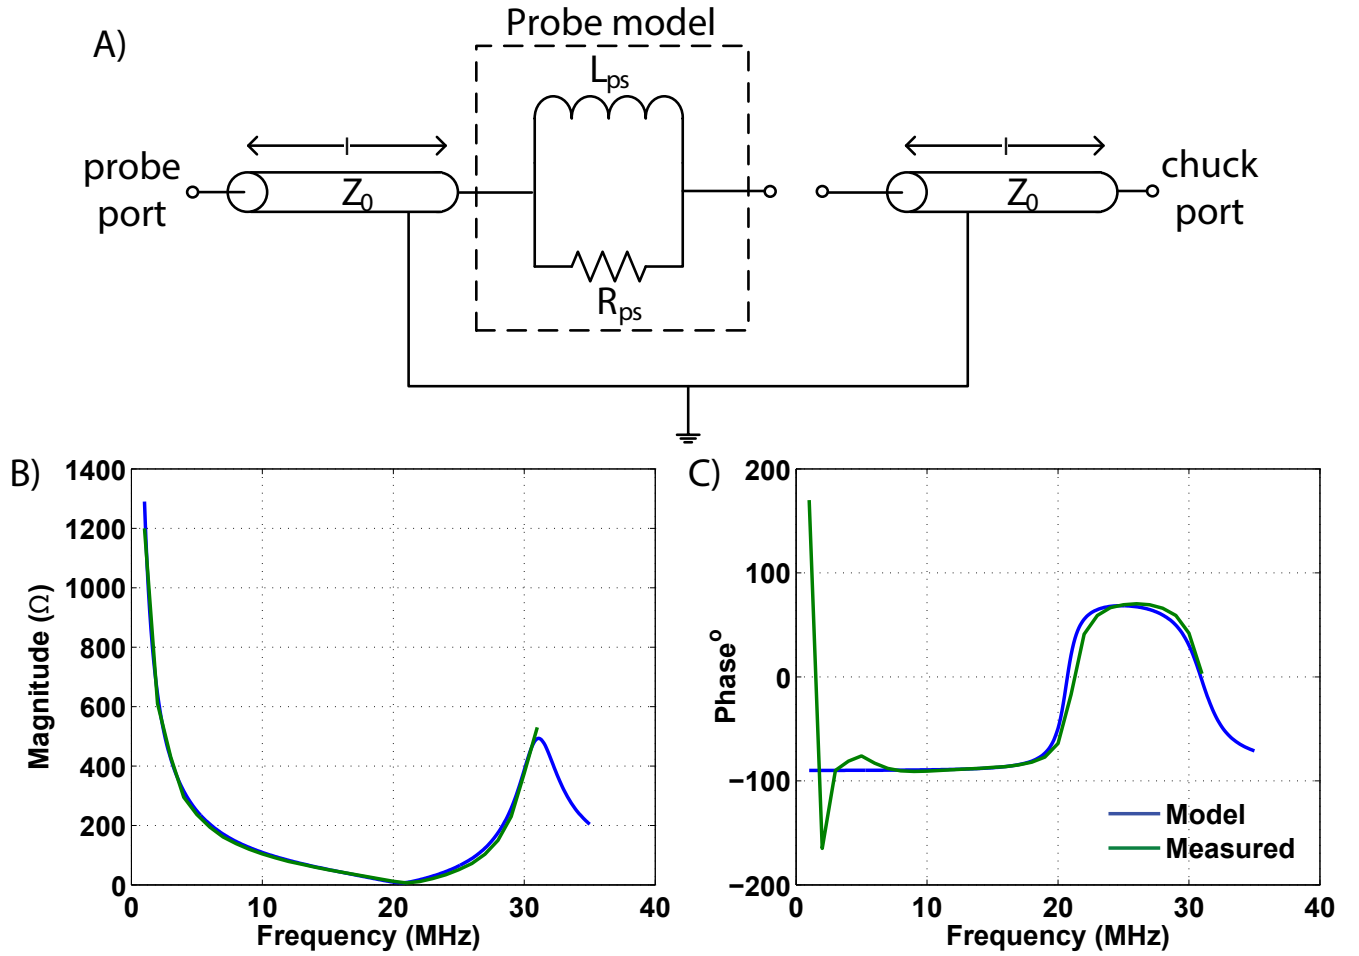 A)
Probe model
L_ps
l
l
probe
port
Z_0
Z_0
chuck
port
R_ps
B)
1400
1200
1000
800
600
400
200
0
Magnitude (Ω)
0
10
20
30
40
Frequency (MHz)
C)
200
100
0
−100
−200
Phase^o
Model
Measured
0
10
20
30
40
Frequency (MHz)